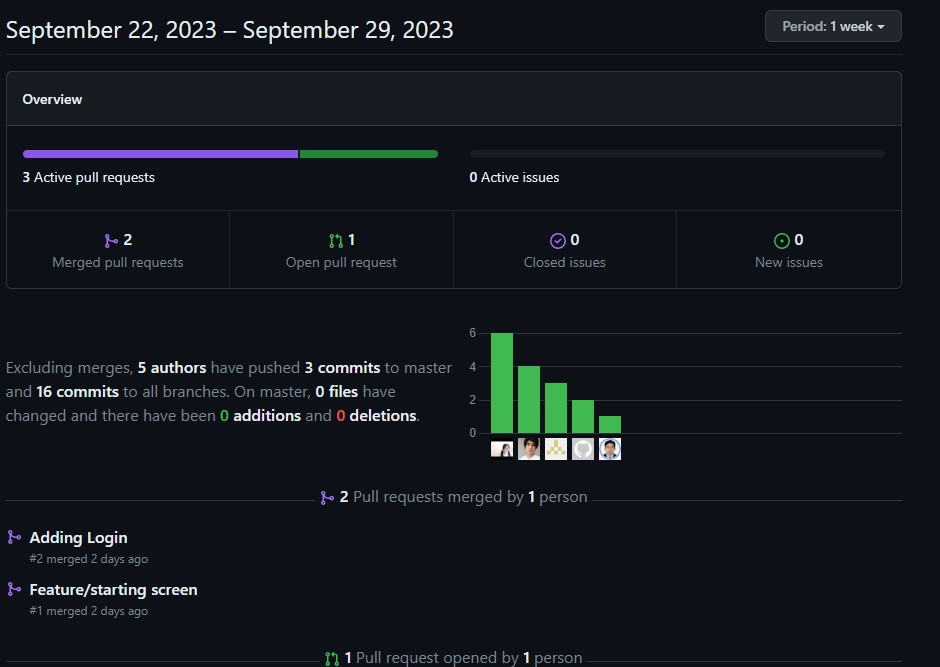 September 22, 2023 – September 29, 2023
Period: 1 week
Overview
3 Active pull requests
0 Active issues
2
Merged pull requests
1
Open pull request
0
Closed issues
0
New issues
Excluding merges, 5 authors have pushed 3 commits to master
and 16 commits to all branches. On master, 0 files have
changed and there have been 0 additions and 0 deletions.
6
4
2
0
2 Pull requests merged by 1 person
Adding Login
#2 merged 2 days ago
Feature/starting screen
#1 merged 2 days ago
1 Pull request opened by 1 person